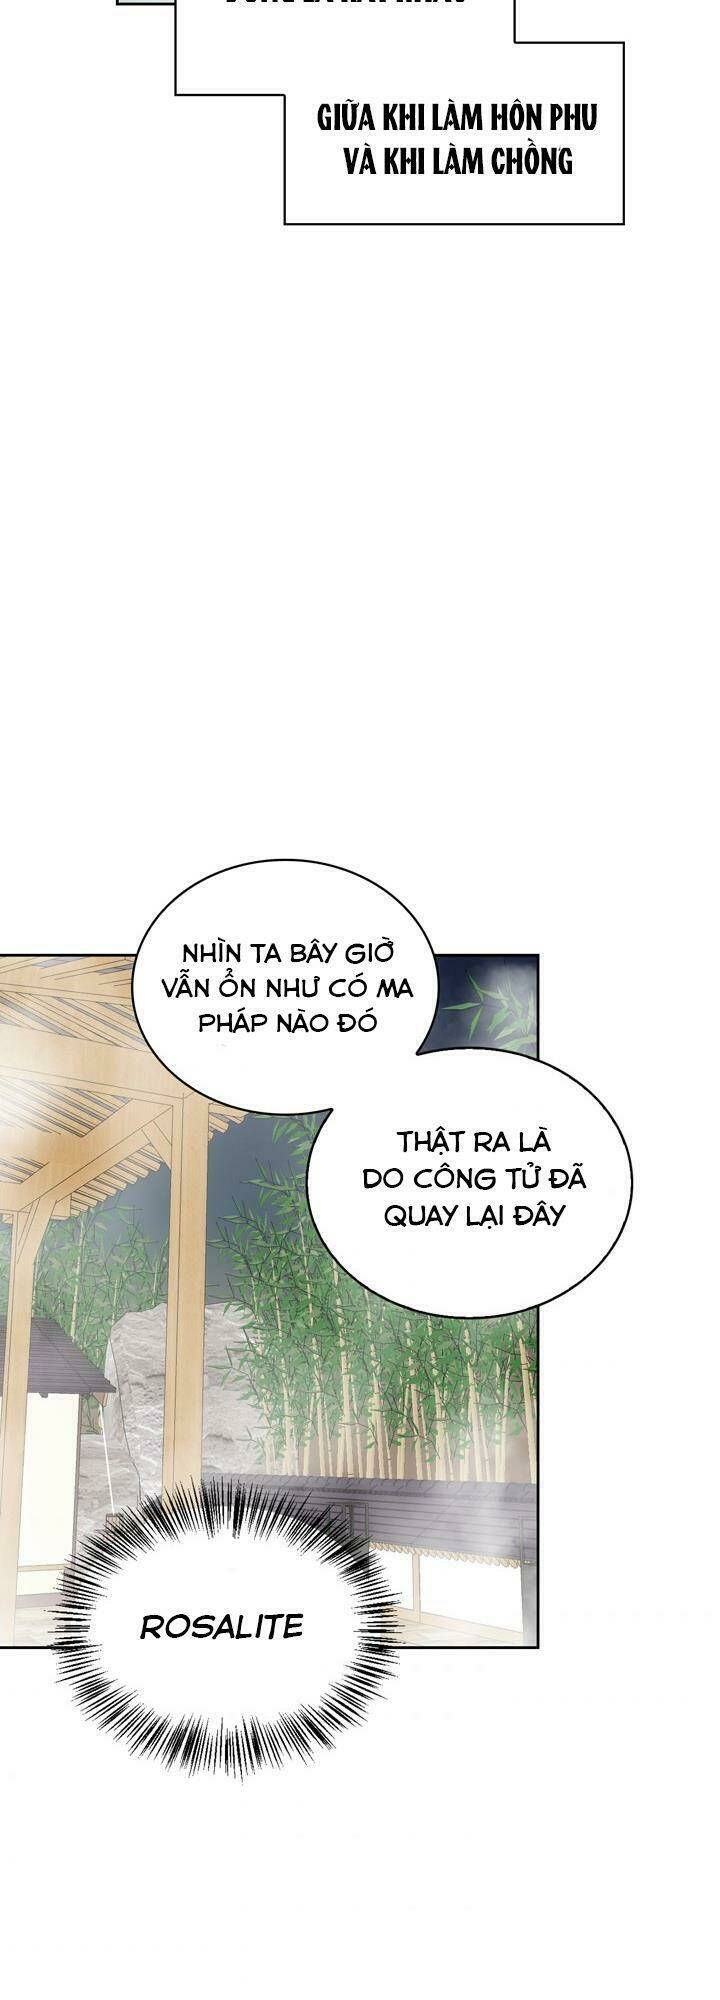 GIỮA KHI LÀM HÔN PHU
VÀ KHI LÀM CHỒNG
NHÌN TA BÂY GIỜ
VẪN ỔN NHƯ CÓ MA
PHÁP NÀO ĐÓ
THẬT RA LÀ
DO CÔNG TỬ ĐÃ
QUAY LẠI ĐÂY
ROSALITE